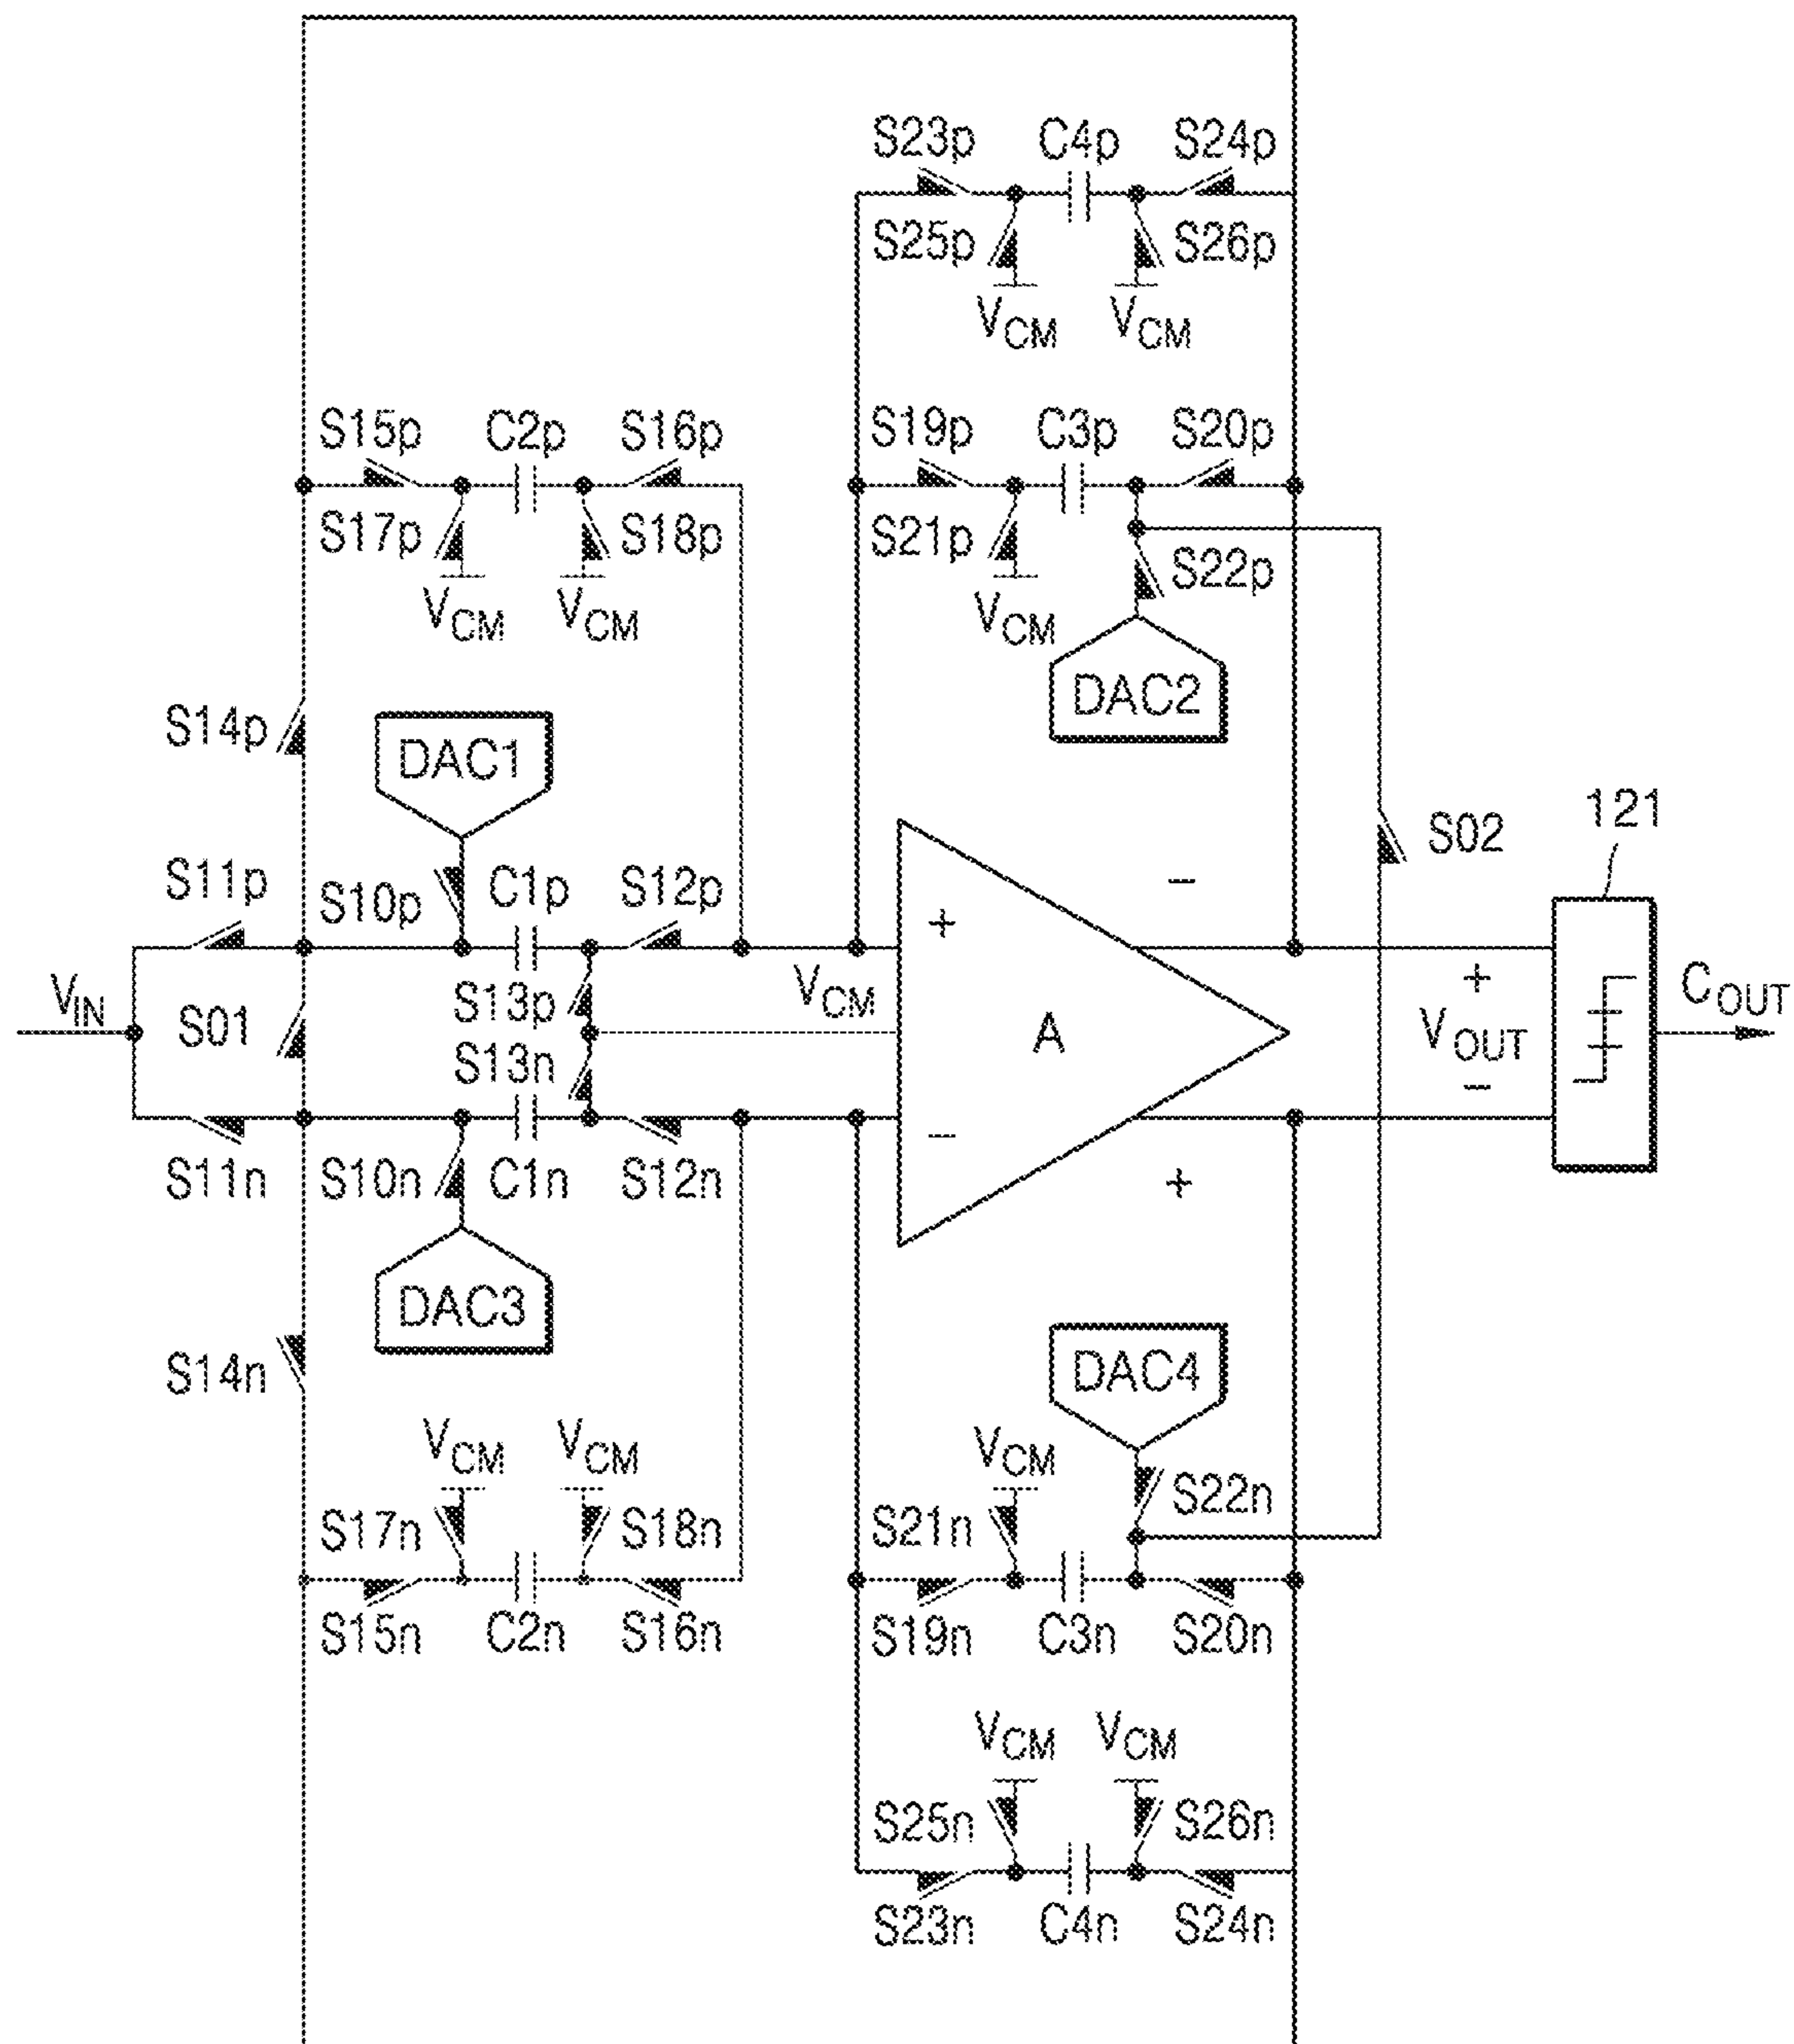 S23p C4p S24p
S25p S26p
VCM VCM
S15p C2p S16p S19p C3p S20p
S17p S18p S21p S22p
VCM VCM VCM
DAC2
S14p
DAC1
S02 121
S11p S10p C1p S12p
+ −
VIN S01 S13p VCM A + VOUT − COUT
S13n
−
S11n S10n C1n S12n +
DAC3
S14n DAC4
VCM VCM VCM
S17n S18n S21n S22n
S15n C2n S16n S19n C3n S20n
VCM VCM
S25n S26n
S23n C4n S24n